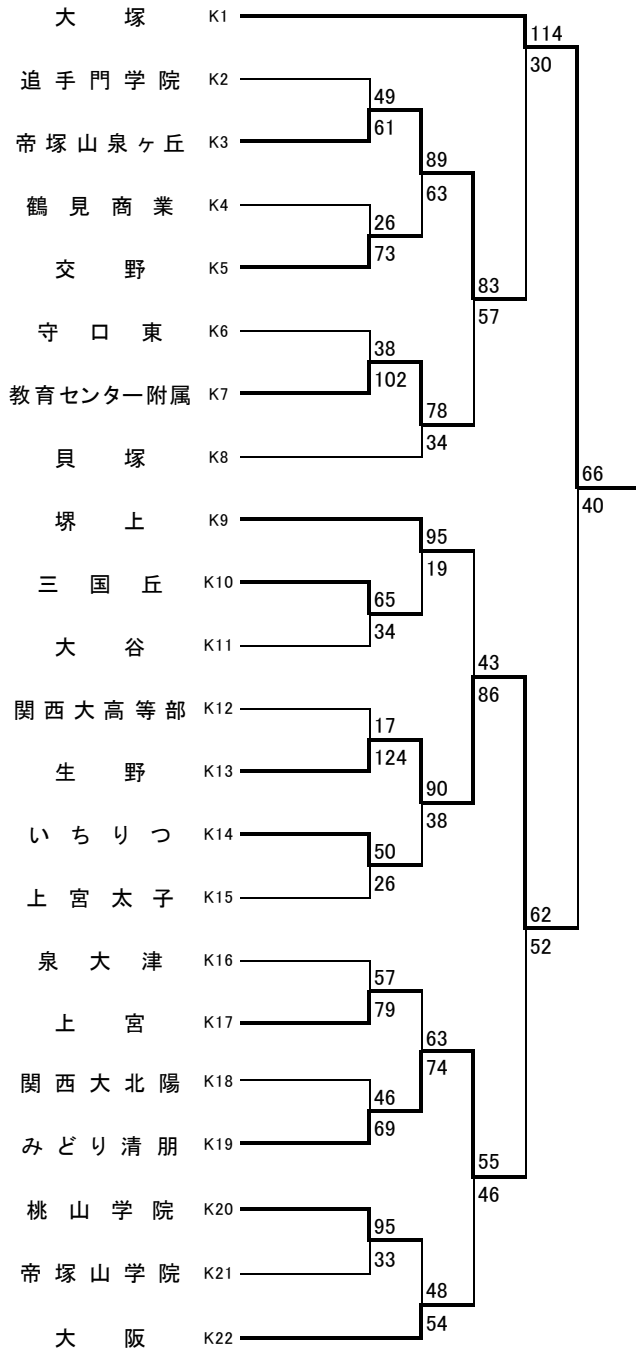 大塚 K1
114
30
追手門学院 K2
49
61
帝塚山泉ヶ丘 K3
89
63
鶴見商業 K4
26
73
交野 K5
83
57
守口東 K6
38
102
教育センター附属 K7
78
34
貝塚 K8
66
40
堺上 K9
95
19
三国丘 K10
65
34
大谷 K11
43
86
関西大高等部 K12
17
124
生野 K13
90
38
いちりつ K14
50
26
上宮太子 K15
62
52
泉大津 K16
57
79
上宮 K17
63
74
関西大北陽 K18
46
69
みどり清朋 K19
55
46
桃山学院 K20
95
33
帝塚山学院 K21
48
54
大阪 K22